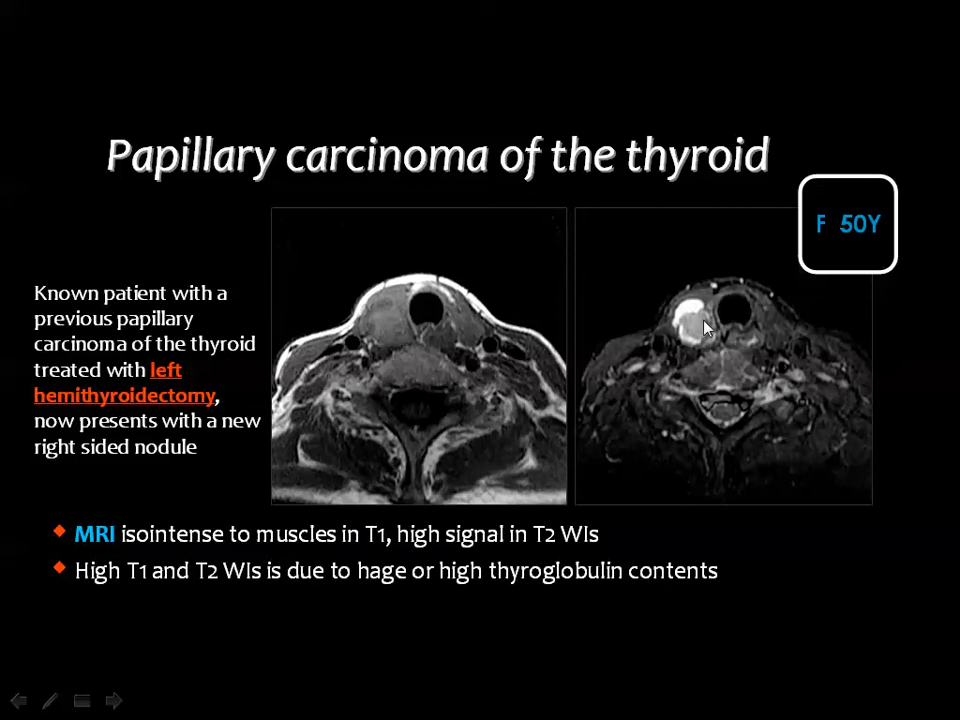 Papillary carcinoma of the thyroid
F 50Y
Known patient with a
previous papillary
carcinoma of the thyroid
treated with left
hemithyroidectomy,
now presents with a new
right sided nodule
MRI isointense to muscles in T1, high signal in T2 WIs
High T1 and T2 WIs is due to hage or high thyroglobulin contents